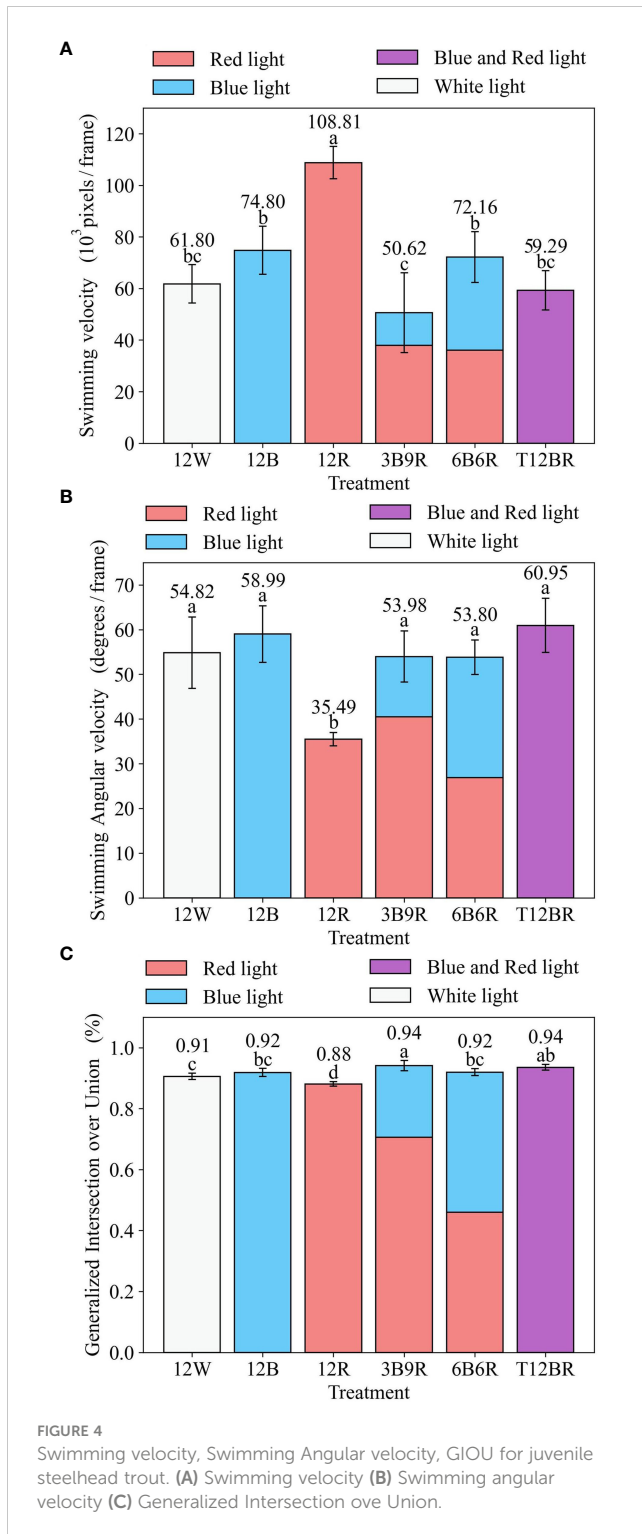 A
Red light
Blue and Red light
Blue light
White light
Swimming velocity (10³ pixels / frame)
120
100
80
60
40
20
0
61.80
bc
74.80
b
108.81
a
50.62
c
72.16
b
59.29
bc
12W 12B 12R 3B9R 6B6R T12BR
Treatment
B
Red light
Blue and Red light
Blue light
White light
Swimming Angular velocity (degrees / frame)
70
60
50
40
30
20
10
0
54.82
a
58.99
a
35.49
b
53.98
a
53.80
a
60.95
a
12W 12B 12R 3B9R 6B6R T12BR
Treatment
C
Red light
Blue and Red light
Blue light
White light
Generalized Intersection over Union (%)
1.0
0.8
0.6
0.4
0.2
0.0
0.91
c
0.92
bc
0.88
d
0.94
a
0.92
bc
0.94
ab
12W 12B 12R 3B9R 6B6R T12BR
Treatment
FIGURE 4
Swimming velocity, Swimming Angular velocity, GIOU for juvenile
steelhead trout. (A) Swimming velocity (B) Swimming angular
velocity (C) Generalized Intersection ove Union.